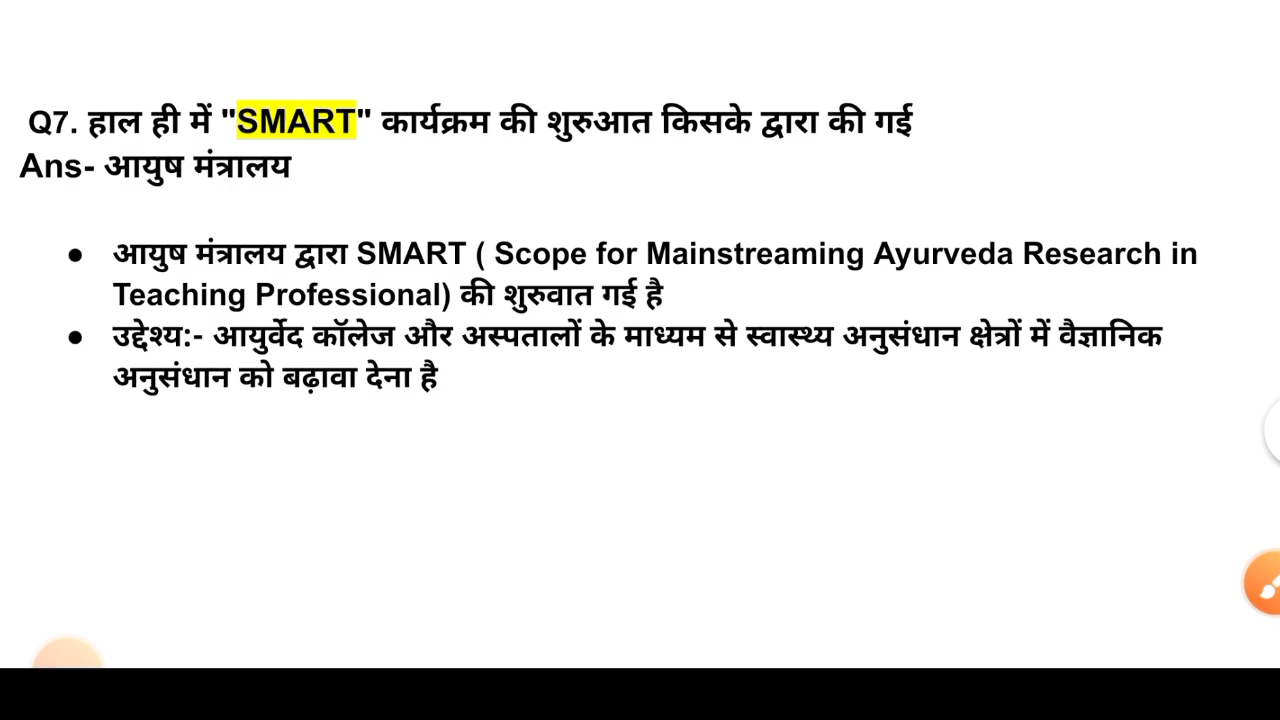 Q7. हाल ही में "SMART" कार्यक्रम की शुरुआत किसके द्वारा की गई
Ans- आयुष मंत्रालय
● आयुष मंत्रालय द्वारा SMART ( Scope for Mainstreaming Ayurveda Research in
Teaching Professional) की शुरुवात गई है
● उद्देश्य:- आयुर्वेद कॉलेज और अस्पतालों के माध्यम से स्वास्थ्य अनुसंधान क्षेत्रों में वैज्ञानिक
अनुसंधान को बढ़ावा देना है